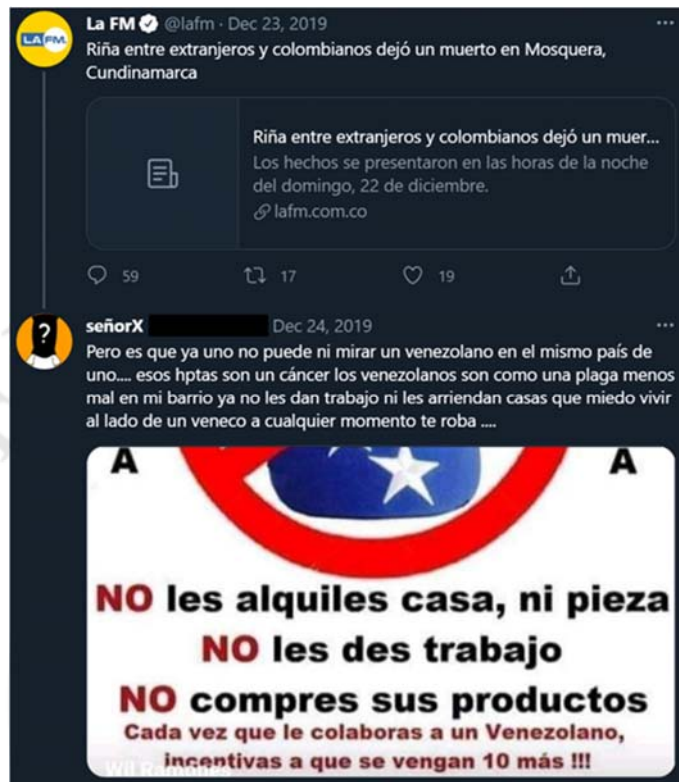 La FM @lafm · Dec 23, 2019
LA FM.
Riña entre extranjeros y colombianos dejó un muerto en Mosquera,
Cundinamarca
Riña entre extranjeros y colombianos dejó un muer...
Los hechos se presentaron en las horas de la noche
del domingo, 22 de diciembre.
lafm.com.co
59 17 19
?
señorX Dec 24, 2019
Pero es que ya uno no puede ni mirar un venezolano en el mismo país de
uno.... esos hptas son un cáncer los venezolanos son como una plaga menos
mal en mi barrio ya no les dan trabajo ni les arriendan casas que miedo vivir
al lado de un veneco a cualquier momento te roba ....
A A
NO les alquiles casa, ni pieza
NO les des trabajo
NO compres sus productos
Cada vez que le colaboras a un Venezolano,
incentivas a que se vengan 10 más !!!
Wil